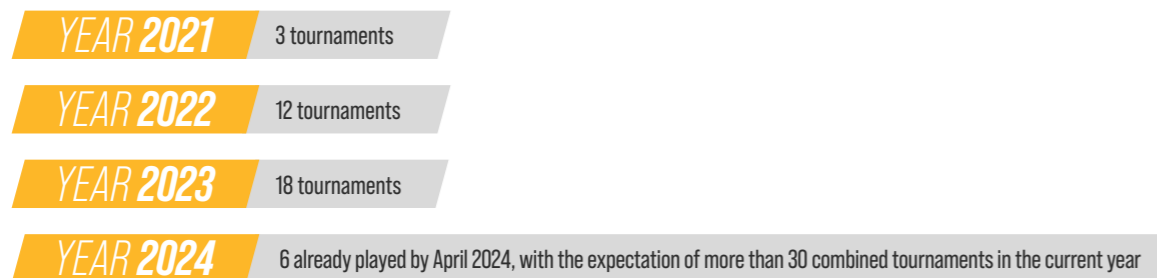 YEAR 2021 3 tournaments
YEAR 2022 12 tournaments
YEAR 2023 18 tournaments
YEAR 2024 6 already played by April 2024, with the expectation of more than 30 combined tournaments in the current year